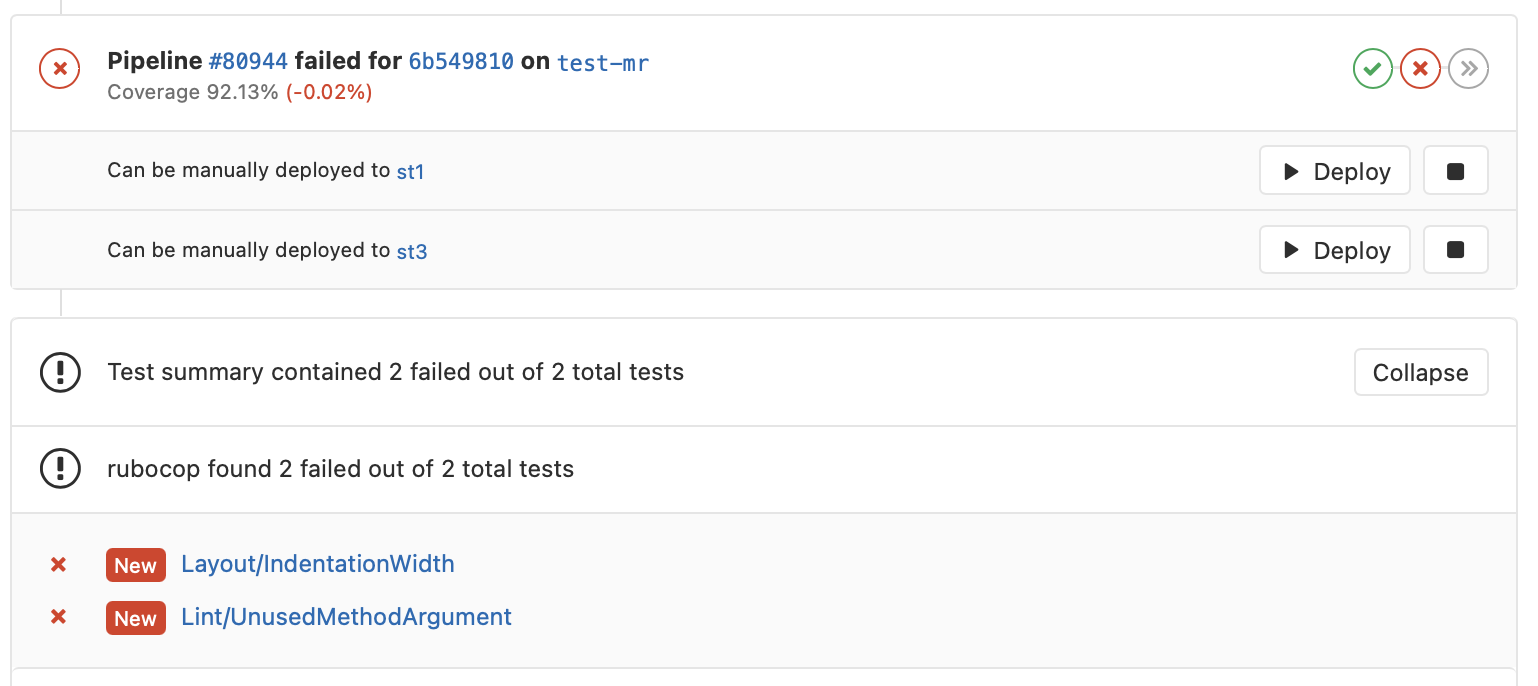 Pipeline #80944 failed for 6b549810 on test-mr
Coverage 92.13% (-0.02%)
Can be manually deployed to st1 Deploy
Can be manually deployed to st3 Deploy
Test summary contained 2 failed out of 2 total tests Collapse
rubocop found 2 failed out of 2 total tests
New Layout/IndentationWidth
New Lint/UnusedMethodArgument